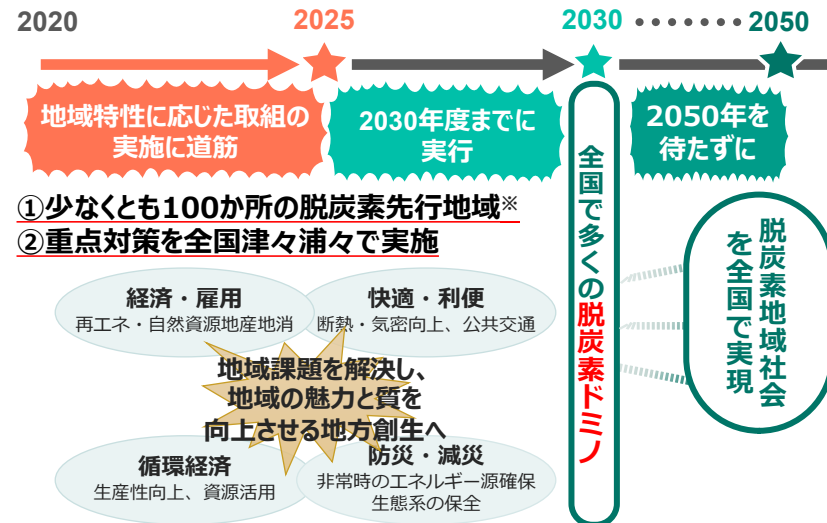 2020
2025
2030
2050
地域特性に応じた取組の
実施に道筋
2030年度までに
実行
2050年を
待たずに
①少なくとも100か所の脱炭素先行地域※
②重点対策を全国津々浦々で実施
経済・雇用
再エネ・自然資源地産地消
快適・利便
断熱・気密向上、公共交通
地域課題を解決し、
地域の魅力と質を
向上させる地方創生へ
循環経済
生産性向上、資源活用
防災・減災
非常時のエネルギー源確保
生態系の保全
全国で多くの脱炭素ドミノ
脱炭素地域社会
を全国で実現